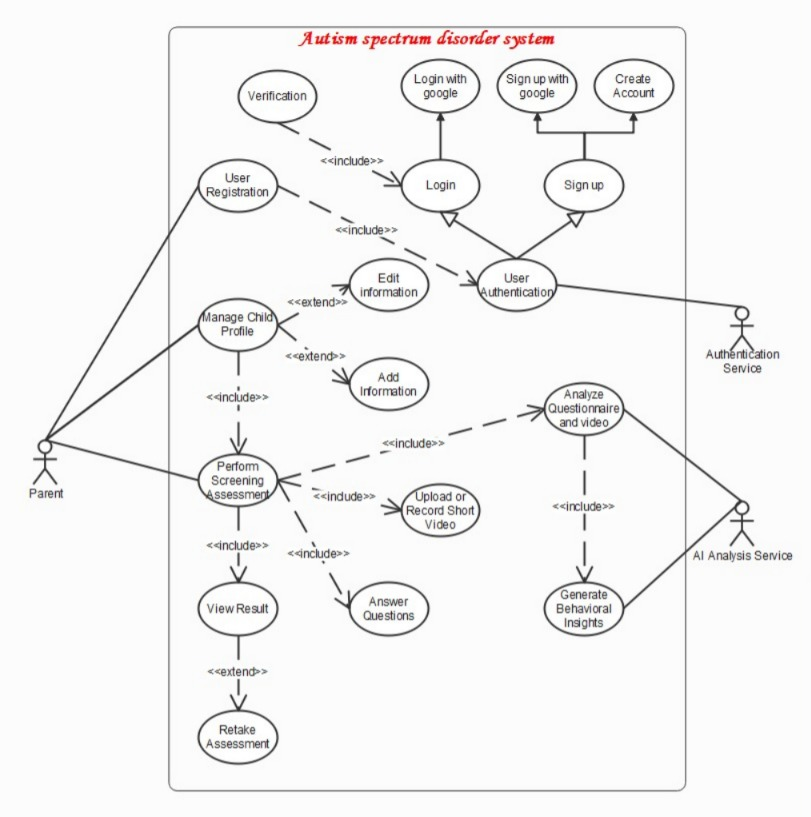 Autism spectrum disorder system
Verification
Login with
google
Sign up with
google
Create
Account
<<include>>
User
Registration
Login
Sign up
<<include>>
Edit
information
User
Authentication
<<extend>>
Manage Child
Profile
Authentication
Service
<<extend>>
Add
Information
<<include>>
Analyze
Questionnaire
and video
<<include>>
Parent
Perform
Screening
Assessment
<<include>>
Upload or
Record Short
Video
<<include>>
<<include>>
<<include>>
AI Analysis Service
View Result
Answer
Questions
Generate
Behavioral
Insights
<<extend>>
Retake
Assessment